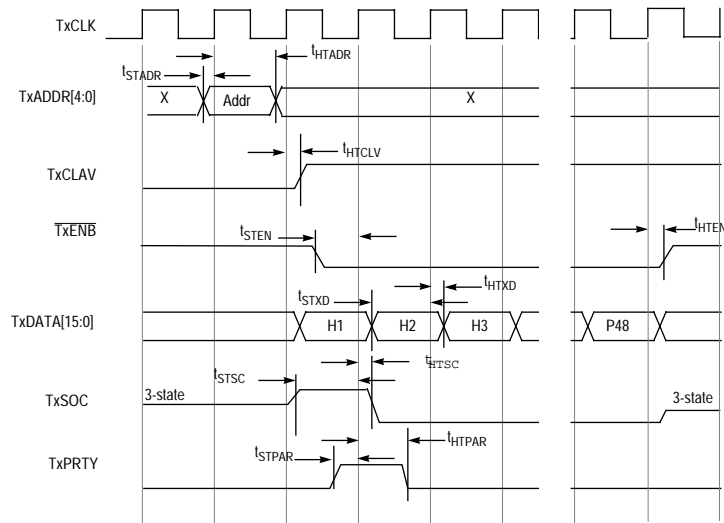 TxCLK
tHTADR
tSTADR
TxADDR[4:0]
X
Addr
X
tHTCLV
TxCLAV
TxENB
tSTEN
tHTEN
tHTXD
tSTXD
TxDATA[15:0]
H1
H2
H3
P48
tHTSC
tSTSC
TxSOC
3-state
3-state
TxPRTY
tHTPAR
tSTPAR